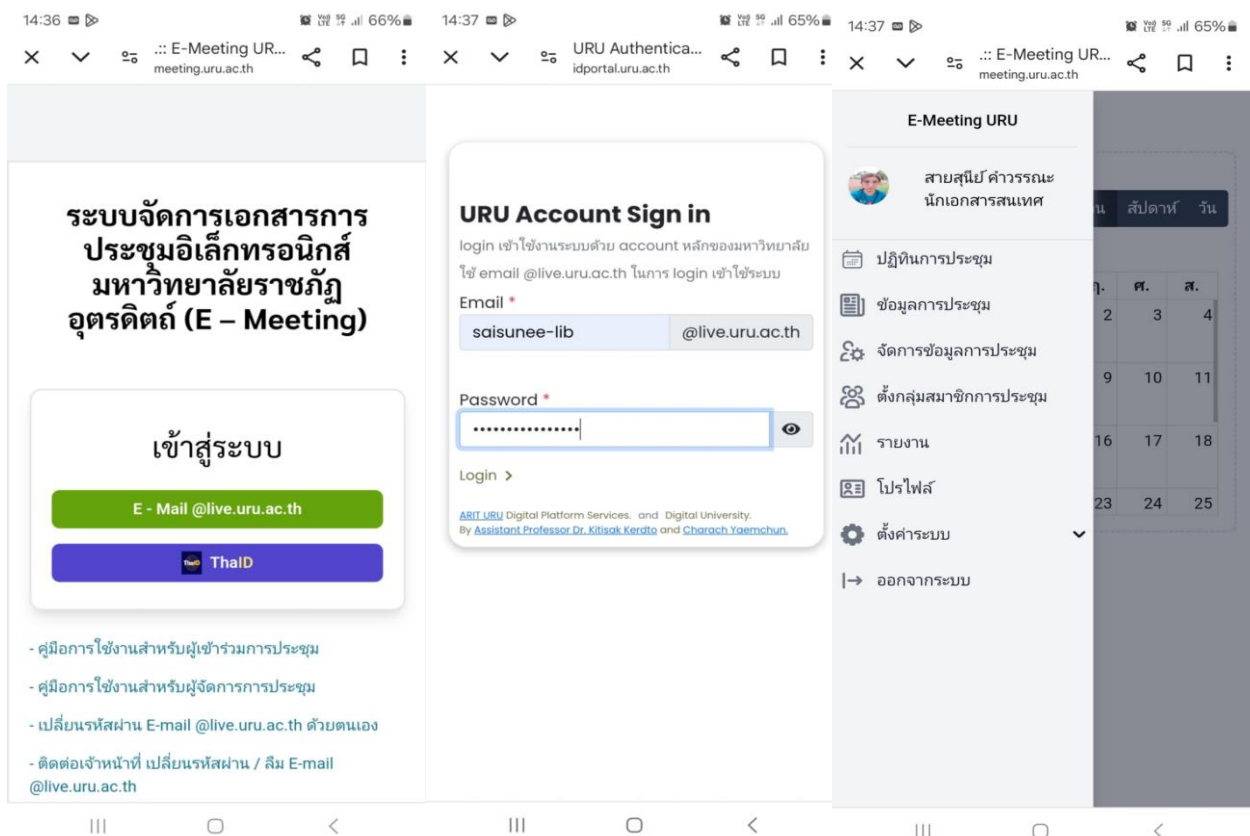 14:36
66%
.:: E-Meeting UR...
meeting.uru.ac.th
ระบบจัดการเอกสารการ
ประชุมอิเล็กทรอนิกส์
มหาวิทยาลัยราชภัฏ
อุตรดิตถ์ (E – Meeting)
เข้าสู่ระบบ
E - Mail @live.uru.ac.th
ThaID
- คู่มือการใช้งานสำหรับผู้เข้าร่วมการประชุม
- คู่มือการใช้งานสำหรับผู้จัดการการประชุม
- เปลี่ยนรหัสผ่าน E-mail @live.uru.ac.th ด้วยตนเอง
- ติดต่อเจ้าหน้าที่ เปลี่ยนรหัสผ่าน / ลืม E-mail
@live.uru.ac.th
14:37
65%
URU Authentica...
idportal.uru.ac.th
URU Account Sign in
login เข้าใช้งานระบบด้วย account หลักของมหาวิทยาลัย
ใช้ email @live.uru.ac.th ในการ login เข้าใช้ระบบ
Email *
saisunee-lib @live.uru.ac.th
Password *
Login >
ARIT URU Digital Platform Services. and Digital University.
By Assistant Professor Dr. Kitisak Kerdto and Charach Yaemchun.
14:37
65%
.:: E-Meeting UR...
meeting.uru.ac.th
E-Meeting URU
สายสุนีย์ คำวรรณะ
นักเอกสารสนเทศ
ปฏิทินการประชุม
ข้อมูลการประชุม
จัดการข้อมูลการประชุม
ตั้งกลุ่มสมาชิกการประชุม
รายงาน
โปรไฟล์
ตั้งค่าระบบ
ออกจากระบบ
สัปดาห์ วัน
ศ. ส.
2 3 4
9 10 11
16 17 18
23 24 25